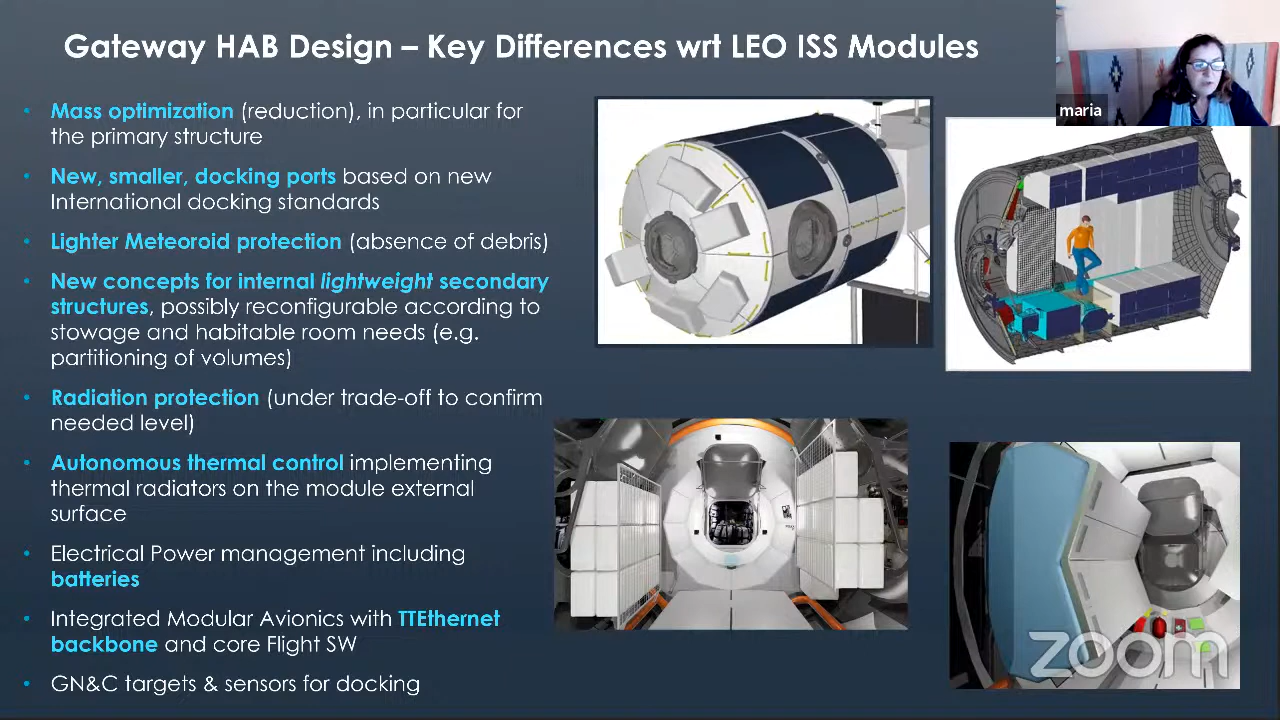 Gateway HAB Design – Key Differences wrt LEO ISS Modules
maria
• Mass optimization (reduction), in particular for
the primary structure
• New, smaller, docking ports based on new
International docking standards
• Lighter Meteoroid protection (absence of debris)
• New concepts for internal lightweight secondary
structures, possibly reconfigurable according to
stowage and habitable room needs (e.g.
partitioning of volumes)
• Radiation protection (under trade-off to confirm
needed level)
• Autonomous thermal control implementing
thermal radiators on the module external
surface
• Electrical Power management including
batteries
• Integrated Modular Avionics with TTEthernet
backbone and core Flight SW
• GN&C targets & sensors for docking
zoom